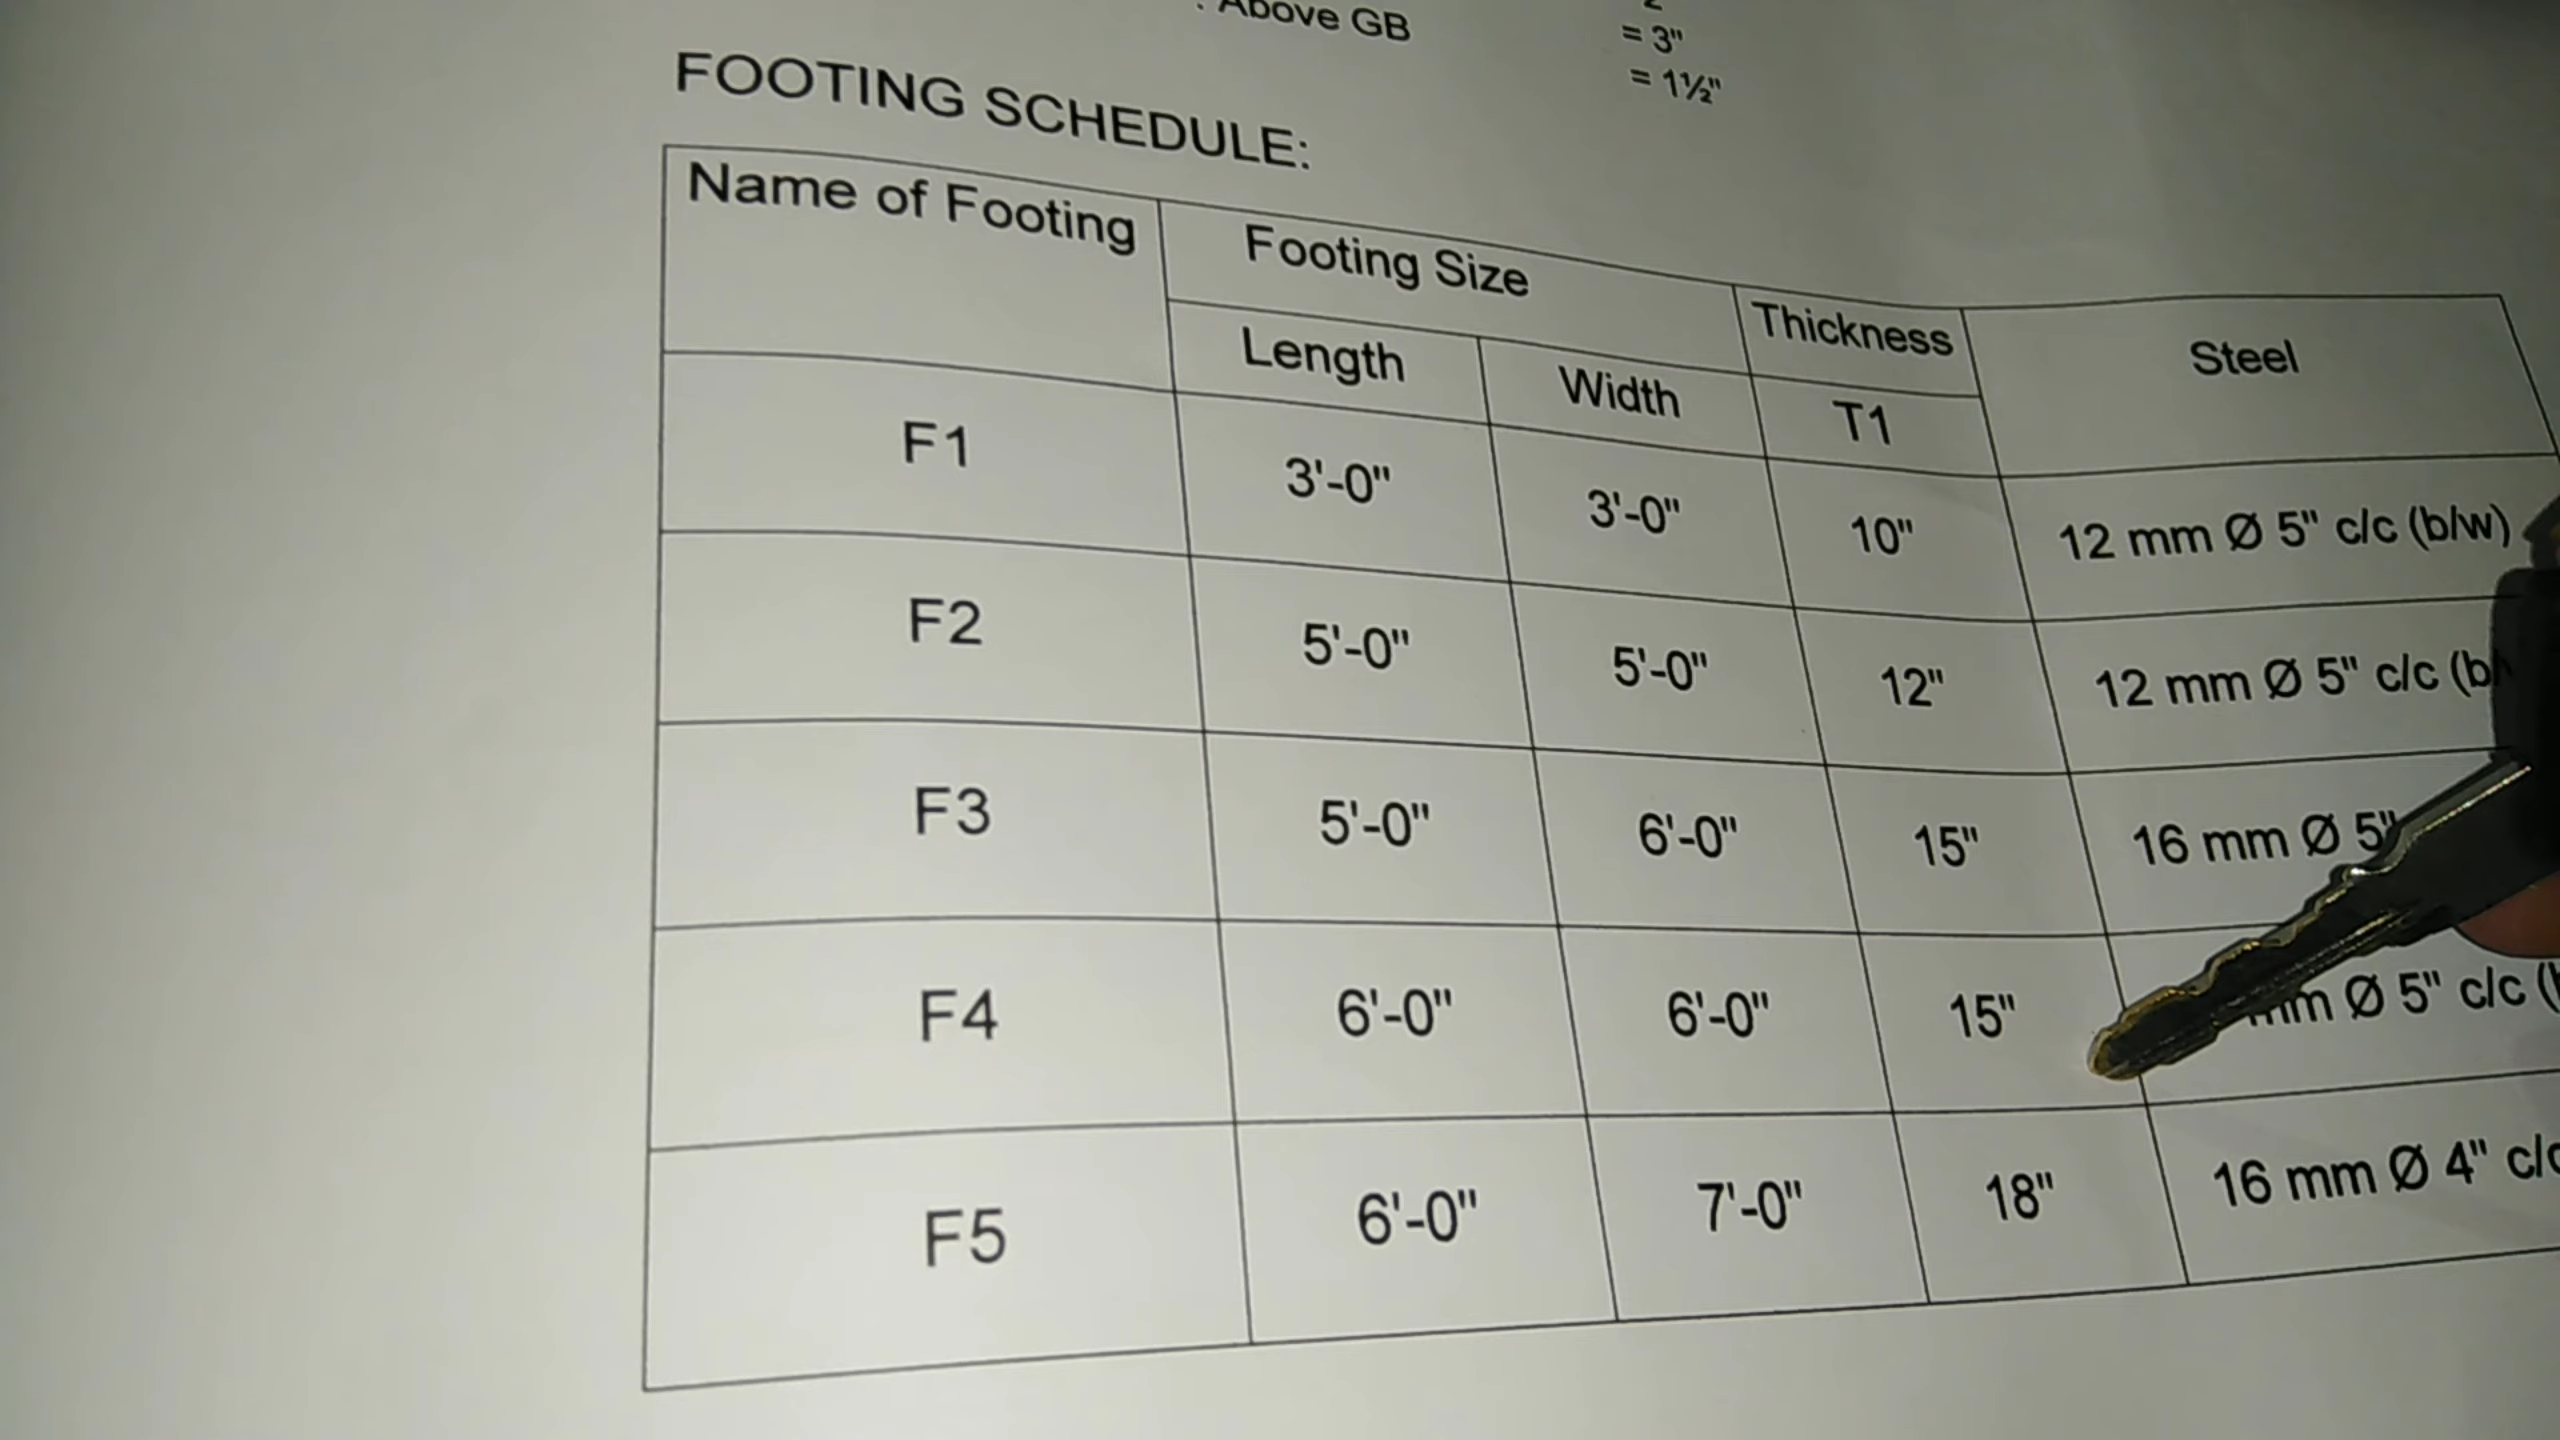 : Above GB
= 3"
= 1½"
FOOTING SCHEDULE:
Name of Footing Footing Size Thickness Steel
Length Width T1
F1 3'-0" 3'-0" 10" 12 mm Ø 5" c/c (b/w)
F2 5'-0" 5'-0" 12" 12 mm Ø 5" c/c
F3 5'-0" 6'-0" 15" 16 mm Ø 5"
F4 6'-0" 6'-0" 15" mm Ø 5" c/c
F5 6'-0" 7'-0" 18" 16 mm Ø 4"